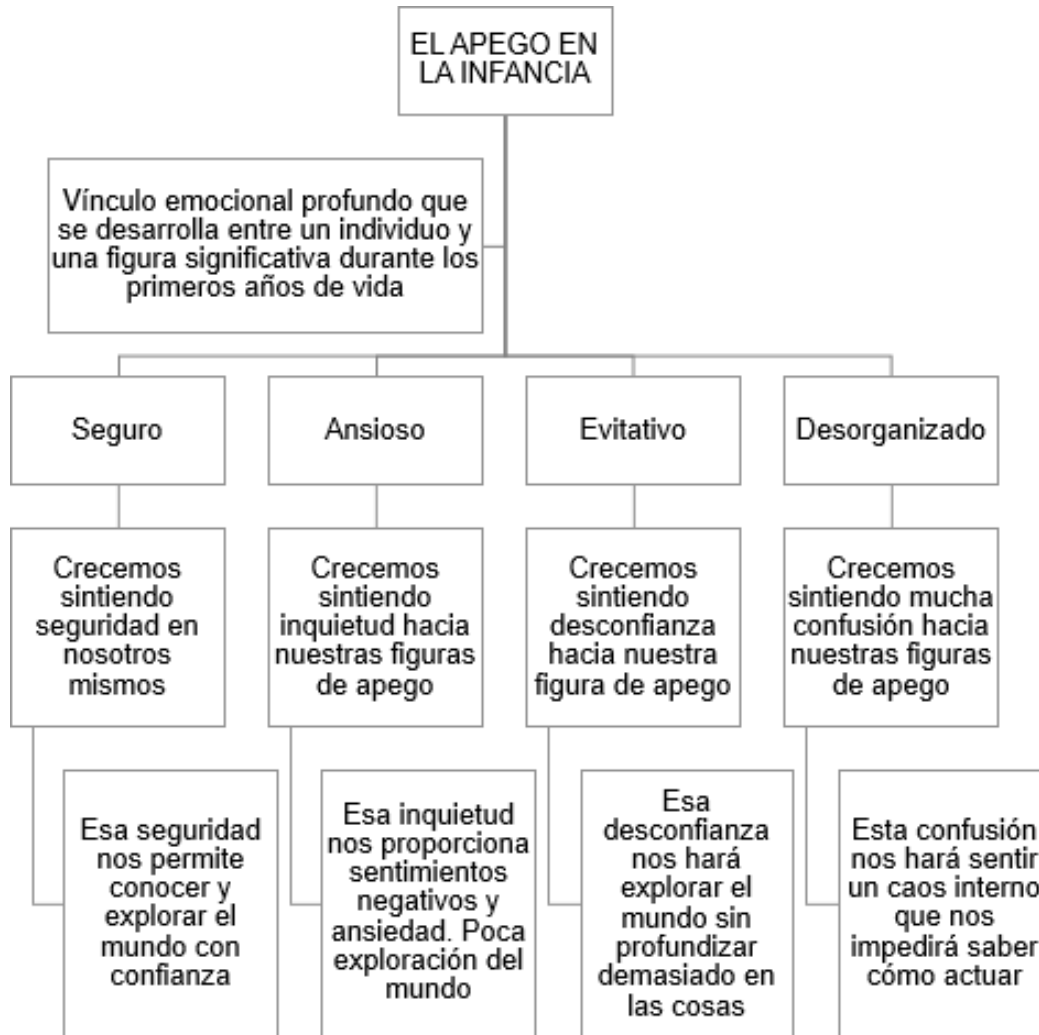 EL APEGO EN
LA INFANCIA
Vínculo emocional profundo que
se desarrolla entre un individuo y
una figura significativa durante los
primeros años de vida
Seguro
Ansioso
Evitativo
Desorganizado
Crecemos
sintiendo
seguridad en
nosotros
mismos
Crecemos
sintiendo
inquietud hacia
nuestras figuras
de apego
Crecemos
sintiendo
desconfianza
hacia nuestra
figura de apego
Crecemos
sintiendo mucha
confusión hacia
nuestras figuras
de apego
Esa seguridad
nos permite
conocer y
explorar el
mundo con
confianza
Esa inquietud
nos proporciona
sentimientos
negativos y
ansiedad. Poca
exploración del
mundo
Esa
desconfianza
nos hará
explorar el
mundo sin
profundizar
demasiado en
las cosas
Esta confusión
nos hará sentir
un caos interno
que nos
impedirá saber
cómo actuar